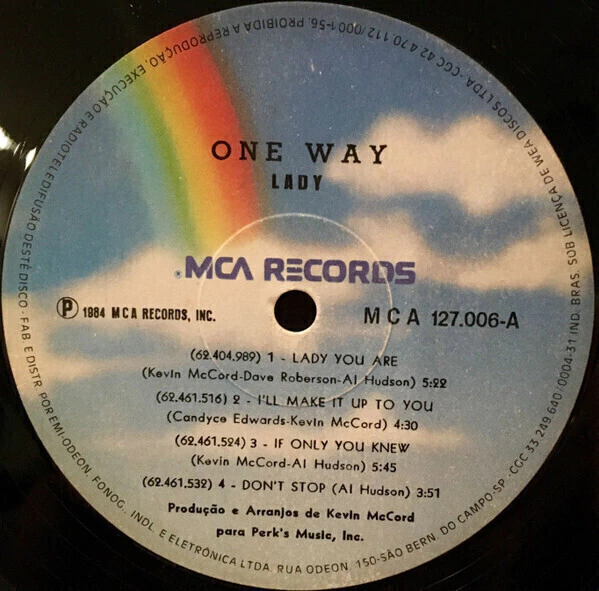 ONE WAY
LADY
®MCA RECORDS
Ⓟ 1984 MCA RECORDS, INC.
MCA 127.006-A
(62.404.989) 1 - LADY YOU ARE
(Kevin McCord-Dave Roberson-Al Hudson) 5:22
(62.461.516) 2 - I'LL MAKE IT UP TO YOU
(Candyce Edwards-Kevin McCord) 4:30
(62.461.524) 3 - IF ONLY YOU KNEW
(Kevin McCord-Al Hudson) 5:45
(62.461.532) 4 - DON'T STOP (Al Hudson) 3:51
Produção e Arranjos de Kevin McCord
para Perk's Music, Inc.
FAB. E DISTR. POR EMI-ODEON, FONOG., INDL. E ELETRÔNICA LTDA. RUA ODEON, 150-SÃO BERN. DO CAMPO-SP - CGC 33 249 640/0004-31 IND. BRAS. SOB LICENÇA DE WEA DISCOS LTDA. - CGC 42 4 70 112/0001-56. PROIBIDA A REPRODUÇÃO, EXECUÇÃO E RADIOTELEDIFUSÃO DESTE DISCO -